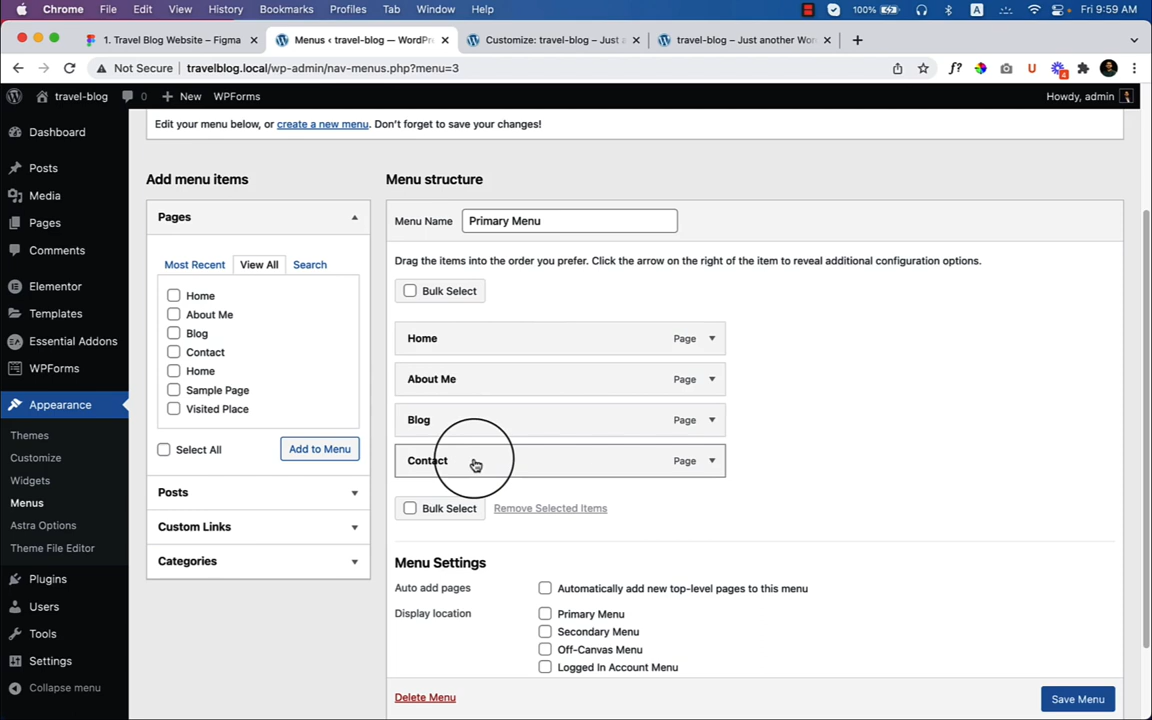 Chrome File Edit View History Bookmarks Profiles Tab Window Help 100% A Fri 9:59 AM
1. Travel Blog Website – Figma
Menus ‹ travel-blog — WordPr
Customize: travel-blog – Just a
travel-blog – Just another Wor
Not Secure travelblog.local/wp-admin/nav-menus.php?menu=3
f? U 4
travel-blog 0 New WPForms Howdy, admin
Edit your menu below, or create a new menu. Don't forget to save your changes!
Dashboard
Posts
Media
Pages
Comments
Elementor
Templates
Essential Addons
WPForms
Appearance
Themes
Customize
Widgets
Menus
Astra Options
Theme File Editor
Plugins
Users
Tools
Settings
Collapse menu
Add menu items
Pages
Most Recent View All Search
Home
About Me
Blog
Contact
Home
Sample Page
Visited Place
Select All Add to Menu
Posts
Custom Links
Categories
Menu structure
Menu Name Primary Menu
Drag the items into the order you prefer. Click the arrow on the right of the item to reveal additional configuration options.
Bulk Select
Home Page
About Me Page
Blog Page
Contact Page
Bulk Select Remove Selected Items
Menu Settings
Auto add pages Automatically add new top-level pages to this menu
Display location Primary Menu
Secondary Menu
Off-Canvas Menu
Logged In Account Menu
Delete Menu Save Menu